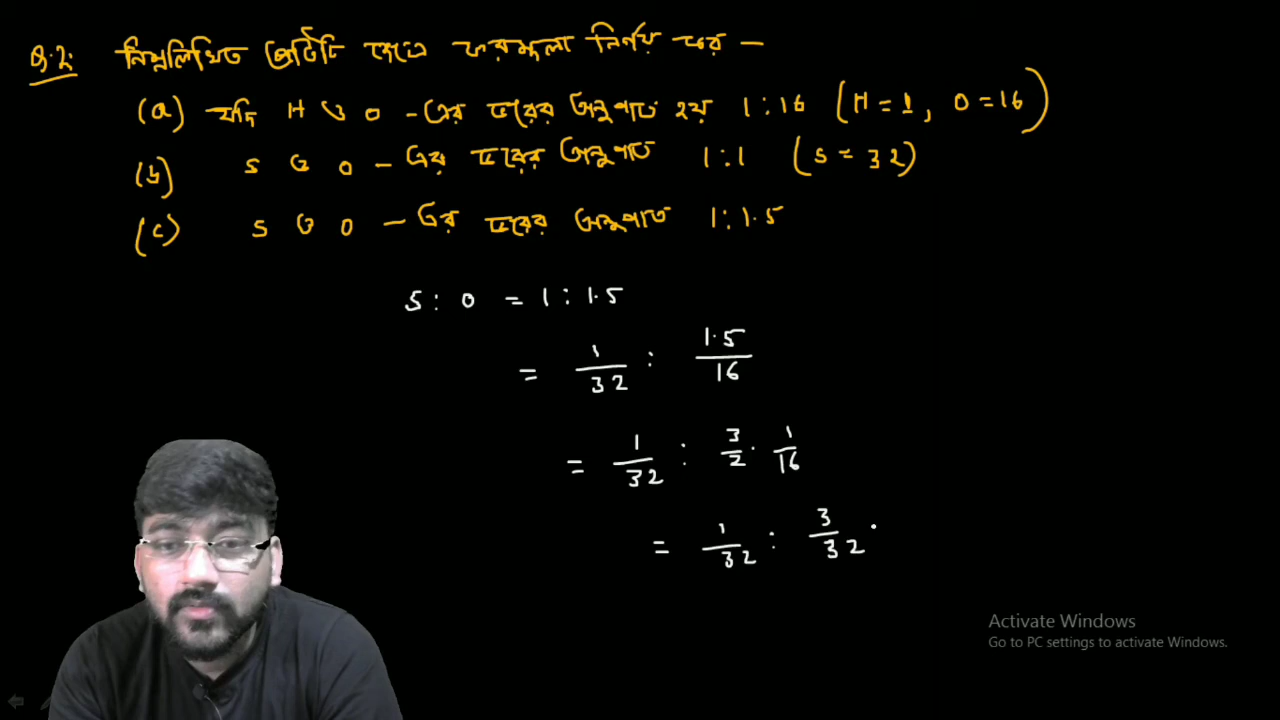 Q.2: নিম্নলিখিত প্রতিটি হতে ফরমুলা নির্ণয় কর —
(a) যদি H ও O -এর ভরের অনুপাত হয় 1 : 16 (H = 1, O = 16)
(b) S ও O - এর ভরের অনুপাত 1 : 1 (S = 32)
(c) S ও O - এর ভরের অনুপাত 1 : 1.5
S : O = 1 : 1.5
= 1/32 : 1.5/16
= 1/32 : 3/2 · 1/16
= 1/32 : 3/32
Activate Windows
Go to PC settings to activate Windows.